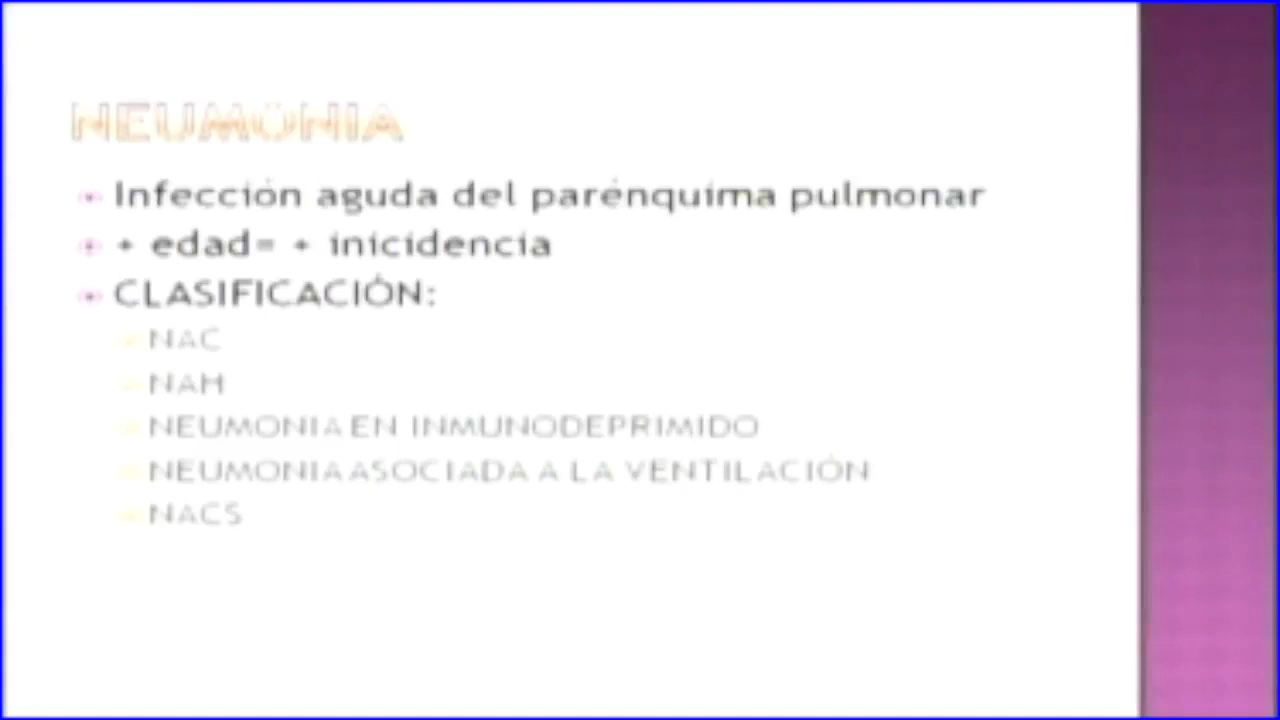 NEUMONIA
Infección aguda del parénquima pulmonar
+ edad= + inicidencia
CLASIFICACIÓN:
NAC
NAH
NEUMONIA EN INMUNODEPRIMIDO
NEUMONIA ASOCIADA A LA VENTILACIÓN
NACS